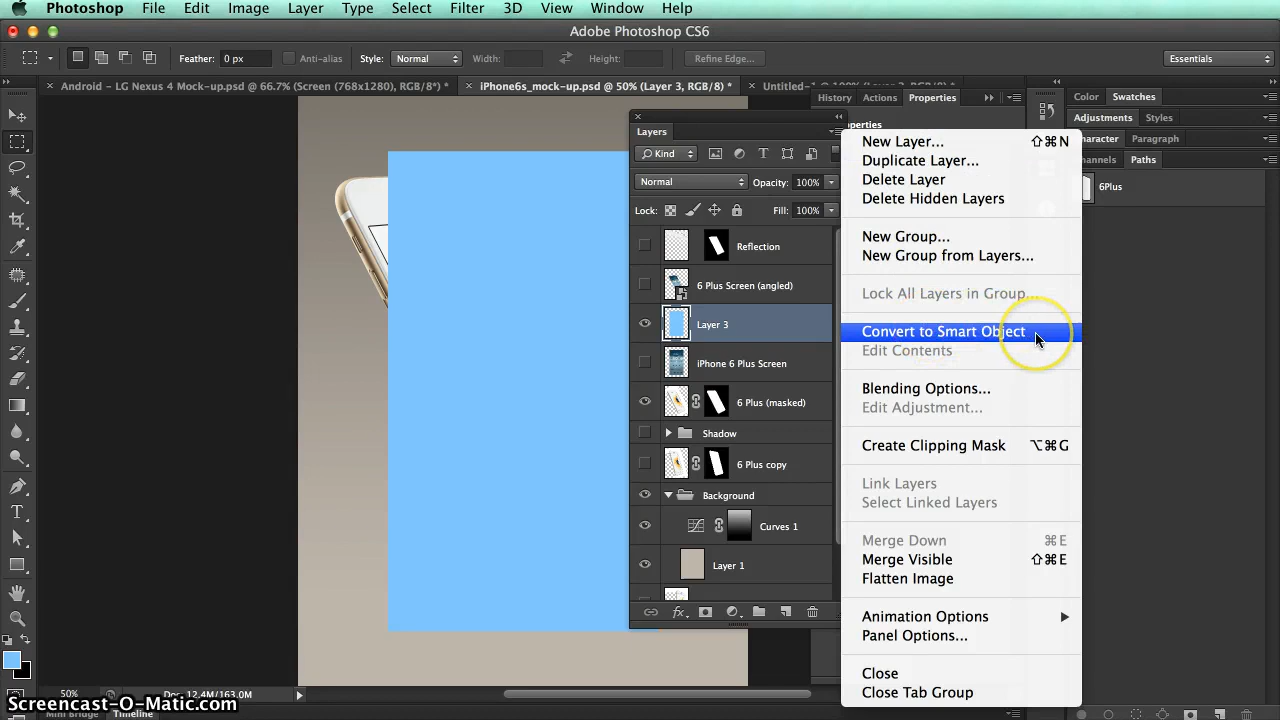 Photoshop File Edit Image Layer Type Select Filter 3D View Window Help
Adobe Photoshop CS6
Feather: 0 px Anti-alias Style: Normal Width: Height: Refine Edge... Essentials
Android – LG Nexus 4 Mock-up.psd @ 66.7% (Screen (768x1280), RGB/8*) *
iPhone6s_mock-up.psd @ 50% (Layer 3, RGB/8) *
Untitled-1 @ 100% (Layer 3, RGB/8) *
History Actions Properties
Color Swatches
Adjustments Styles
Paragraph
Paths
6Plus
Layers
Kind
Normal Opacity: 100%
Lock: Fill: 100%
Reflection
6 Plus Screen (angled)
Layer 3
iPhone 6 Plus Screen
6 Plus (masked)
Shadow
6 Plus copy
Background
Curves 1
Layer 1
New Layer... ⇧⌘N
Duplicate Layer...
Delete Layer
Delete Hidden Layers
New Group...
New Group from Layers...
Lock All Layers in Group...
Convert to Smart Object
Edit Contents
Blending Options...
Edit Adjustment...
Create Clipping Mask ⌥⌘G
Link Layers
Select Linked Layers
Merge Down ⌘E
Merge Visible ⇧⌘E
Flatten Image
Animation Options
Panel Options...
Close
Close Tab Group
50% Doc: 12.4M/163.0M
Screencast-O-Matic.com
Mini Bridge Timeline